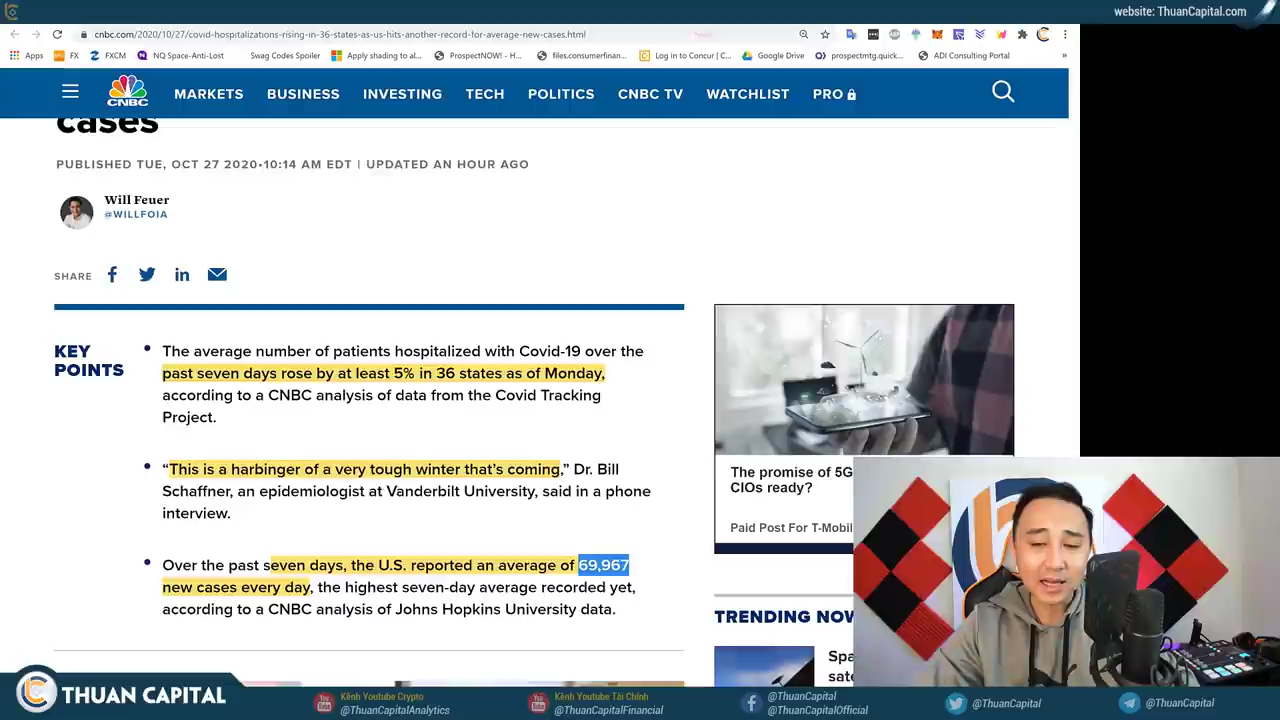 website: ThuanCapital.com
cnbc.com/2020/10/27/covid-hospitalizations-rising-in-36-states-as-us-hits-another-record-for-average-new-cases.html
Apps FX FXCM NQ Space-Anti-Lost Swag Codes Spoiler Apply shading to al... ProspectNOW! - H... files.consumerfinan... Log in to Concur | C... Google Drive prospectmtg.quick... ADI Consulting Portal »
CNBC MARKETS BUSINESS INVESTING TECH POLITICS CNBC TV WATCHLIST PRO
cases
PUBLISHED TUE, OCT 27 2020•10:14 AM EDT | UPDATED AN HOUR AGO
Will Feuer
@WILLFOIA
SHARE
KEY
POINTS
The average number of patients hospitalized with Covid-19 over the
past seven days rose by at least 5% in 36 states as of Monday,
according to a CNBC analysis of data from the Covid Tracking
Project.
“This is a harbinger of a very tough winter that’s coming,” Dr. Bill
Schaffner, an epidemiologist at Vanderbilt University, said in a phone
interview.
Over the past seven days, the U.S. reported an average of 69,967
new cases every day, the highest seven-day average recorded yet,
according to a CNBC analysis of Johns Hopkins University data.
The promise of 5G
CIOs ready?
Paid Post For T-Mobil
TRENDING NOW
Spa
sate
THUAN CAPITAL
Kênh Youtube Crypto
@ThuanCapitalAnalytics
Kênh Youtube Tài Chính
@ThuanCapitalFinancial
@ThuanCapital
@ThuanCapitalOfficial
@ThuanCapital
@ThuanCapital